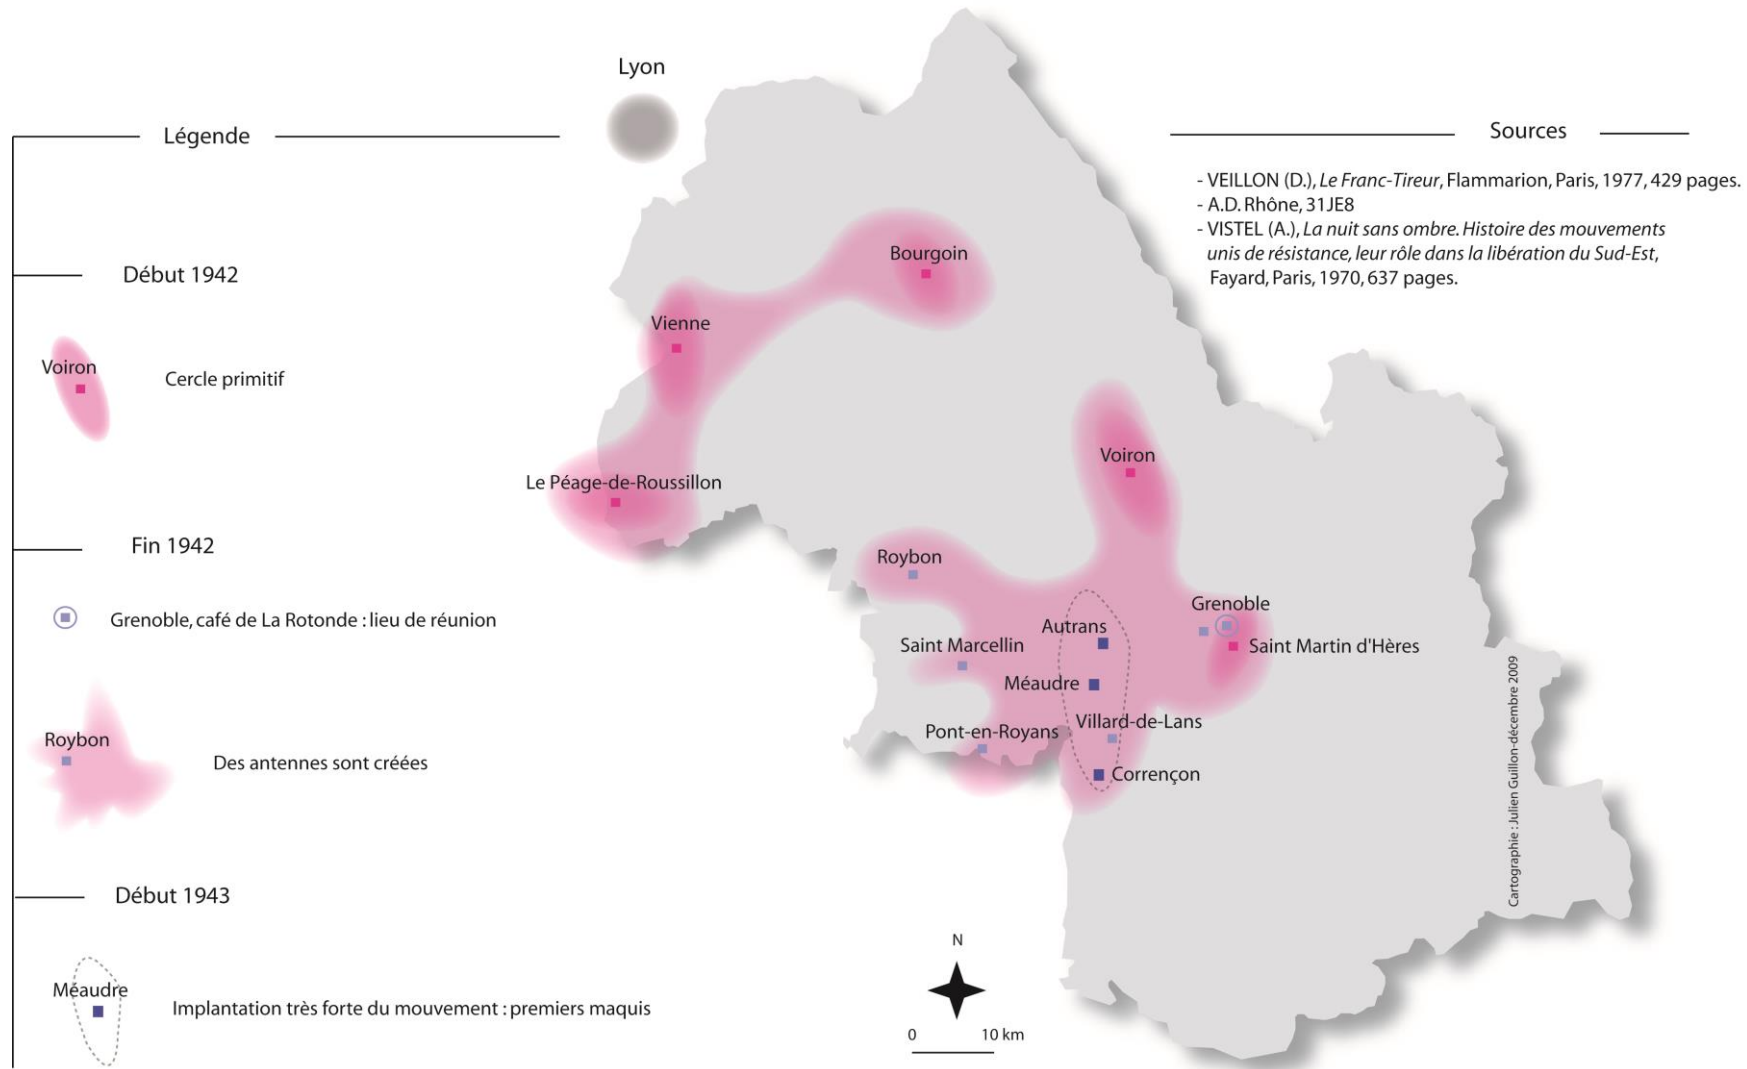 Lyon
Légende
Début 1942
Voiron
Cercle primitif
Fin 1942
Grenoble, café de La Rotonde : lieu de réunion
Roybon
Des antennes sont créées
Début 1943
Méaudre
Implantation très forte du mouvement : premiers maquis
Bourgoin
Vienne
Le Péage-de-Roussillon
Voiron
Roybon
Grenoble
Autrans
Saint Marcellin
Saint Martin d'Hères
Méaudre
Villard-de-Lans
Pont-en-Royans
Corrençon
N
0 10 km
Sources
- VEILLON (D.), Le Franc-Tireur, Flammarion, Paris, 1977, 429 pages.
- A.D. Rhône, 31JE8
- VISTEL (A.), La nuit sans ombre. Histoire des mouvements
unis de résistance, leur rôle dans la libération du Sud-Est,
Fayard, Paris, 1970, 637 pages.
Cartographie : Julien Guillon-décembre 2009